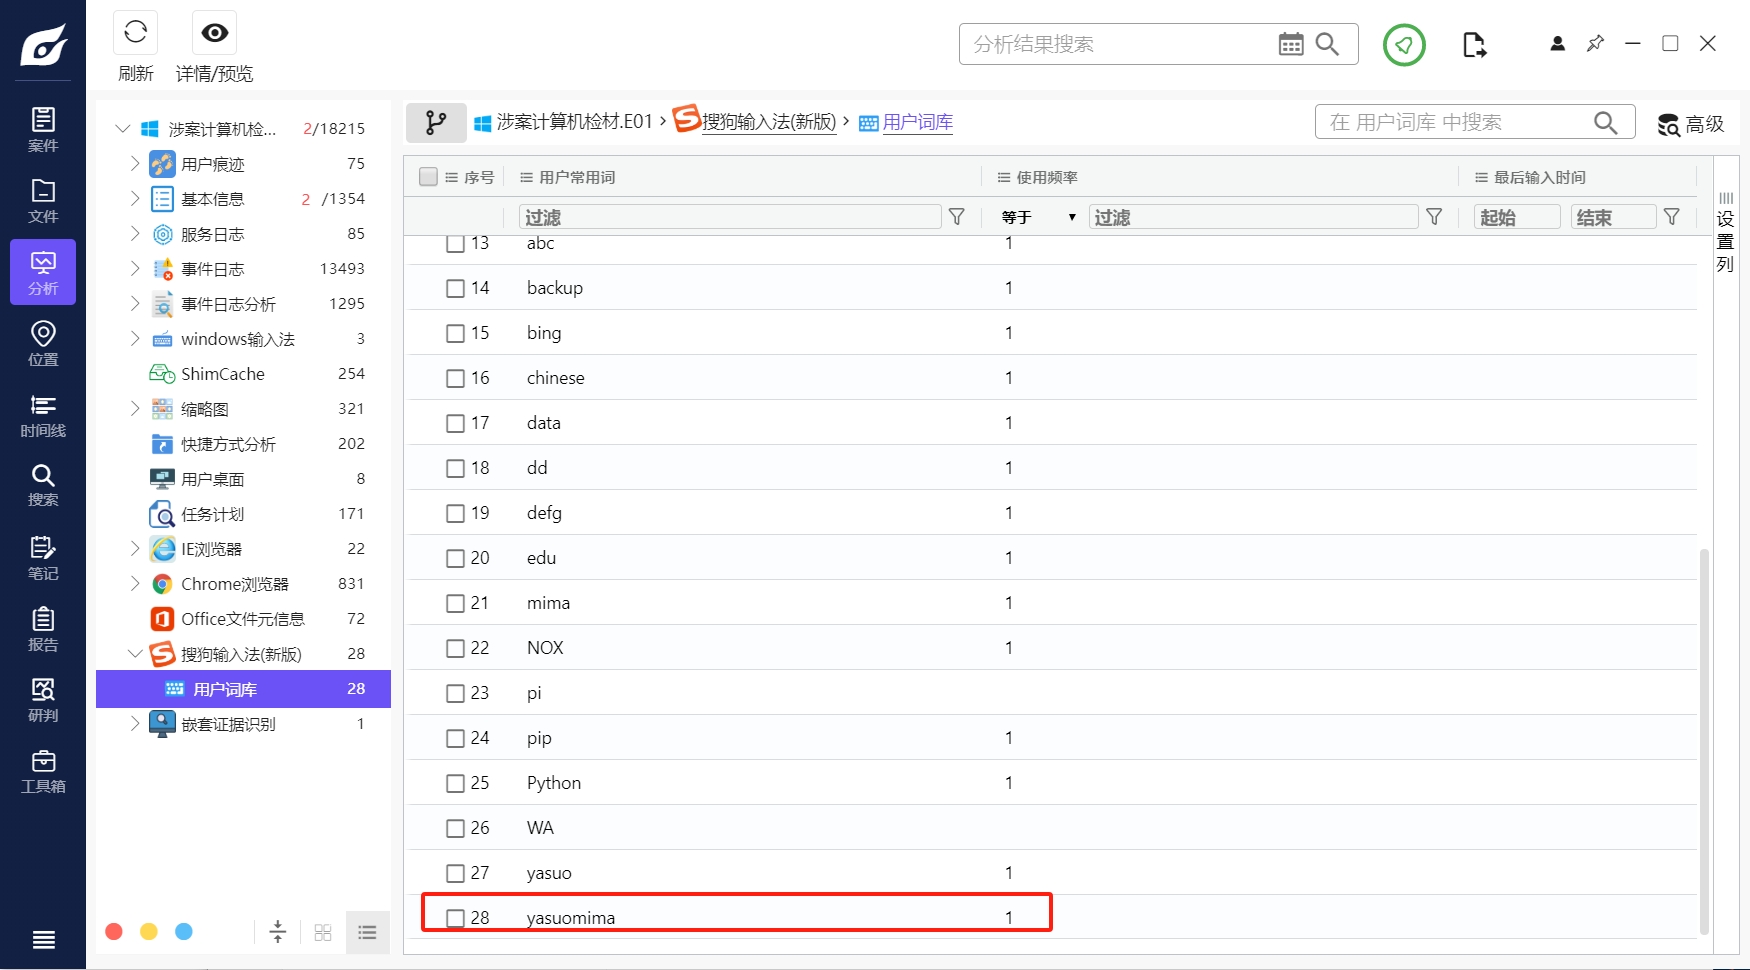 刷新
详情/预览
分析结果搜索
案件
文件
分析
位置
时间线
搜索
笔记
报告
研判
工具箱
涉案计算机检... 2/18215
用户痕迹 75
基本信息 2 /1354
服务日志 85
事件日志 13493
事件日志分析 1295
windows输入法 3
ShimCache 254
缩略图 321
快捷方式分析 202
用户桌面 8
任务计划 171
IE浏览器 22
Chrome浏览器 831
Office文件元信息 72
搜狗输入法(新版) 28
用户词库 28
嵌套证据识别 1
涉案计算机检材.E01 › 搜狗输入法(新版) › 用户词库
在 用户词库 中搜索
高级
序号 用户常用词 使用频率 最后输入时间
过滤 等于 过滤 起始 结束
13 abc 1
14 backup 1
15 bing 1
16 chinese 1
17 data 1
18 dd 1
19 defg 1
20 edu 1
21 mima 1
22 NOX 1
23 pi
24 pip 1
25 Python 1
26 WA
27 yasuo 1
28 yasuomima 1
设置列